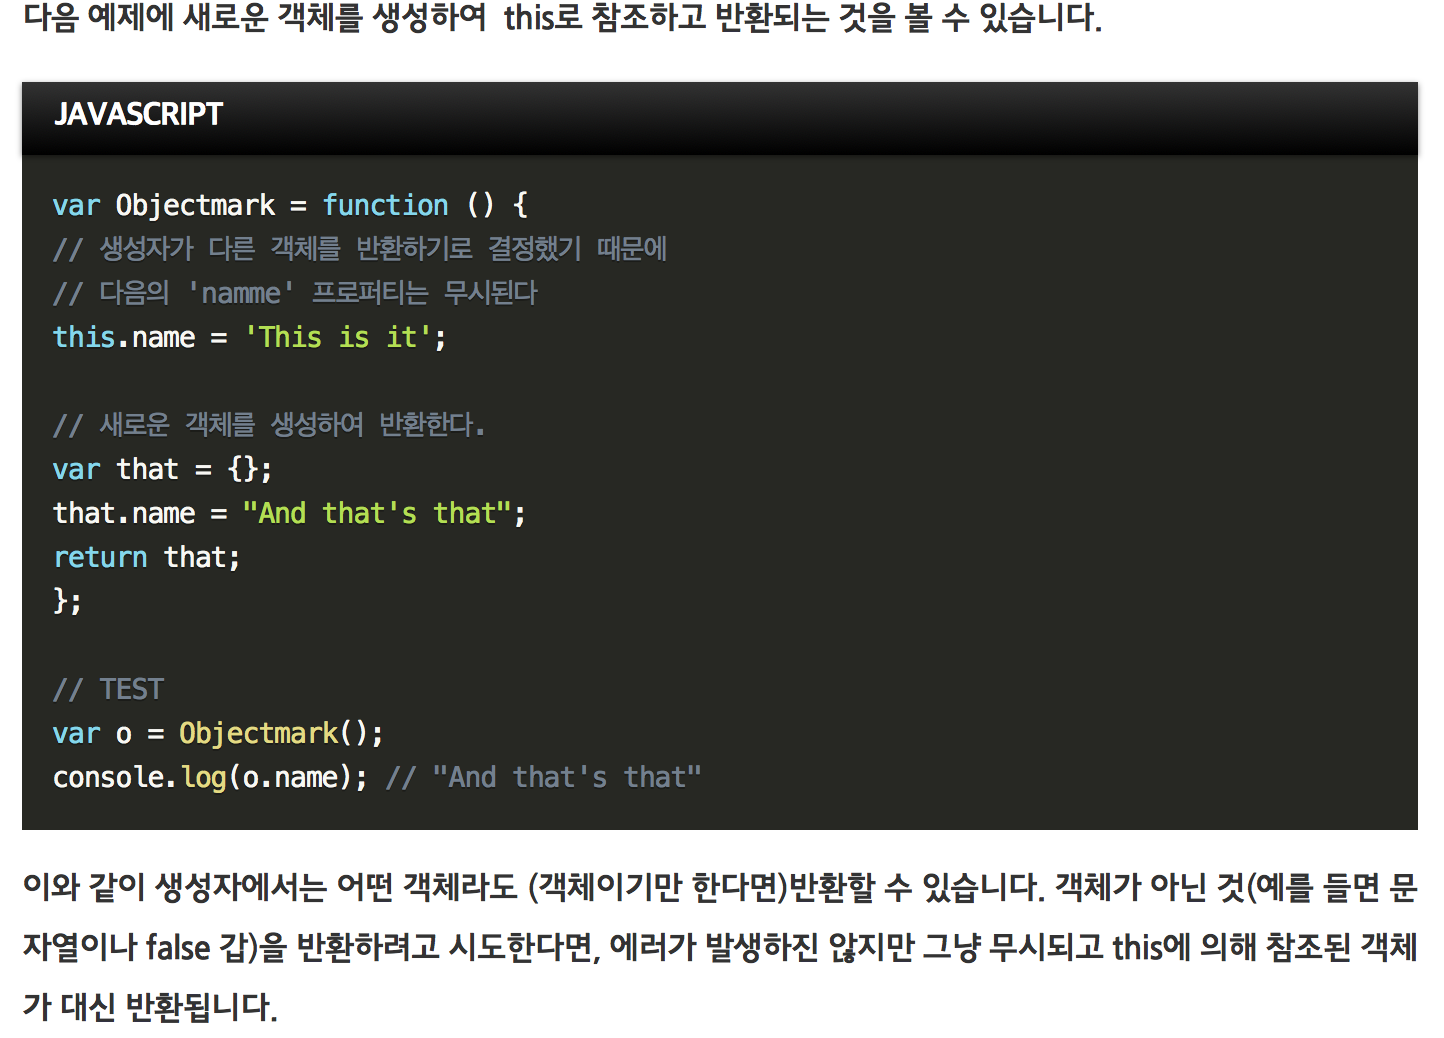 다음 예제에 새로운 객체를 생성하여 this로 참조하고 반환되는 것을 볼 수 있습니다.
JAVASCRIPT
var Objectmark = function () {
// 생성자가 다른 객체를 반환하기로 결정했기 때문에
// 다음의 'namme' 프로퍼티는 무시된다
this.name = 'This is it';
// 새로운 객체를 생성하여 반환한다.
var that = {};
that.name = "And that's that";
return that;
};
// TEST
var o = Objectmark();
console.log(o.name); // "And that's that"
이와 같이 생성자에서는 어떤 객체라도 (객체이기만 한다면)반환할 수 있습니다. 객체가 아닌 것(예를 들면 문
자열이나 false 갑)을 반환하려고 시도한다면, 에러가 발생하진 않지만 그냥 무시되고 this에 의해 참조된 객체
가 대신 반환됩니다.